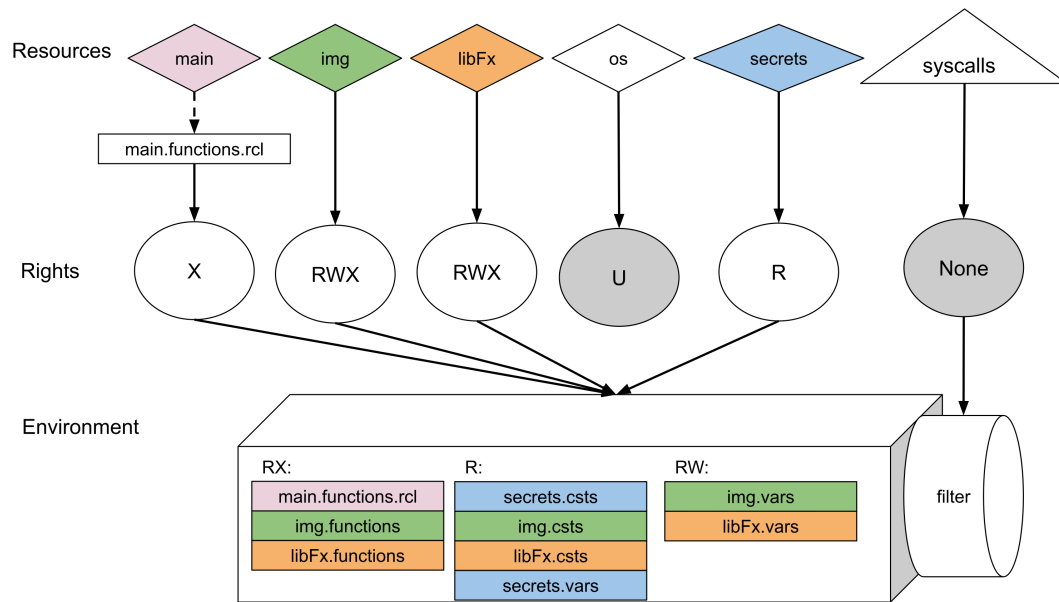 Resources
main
img
libFx
os
secrets
syscalls
main.functions.rcl
Rights
X
RWX
RWX
U
R
None
Environment
RX:
R:
RW:
main.functions.rcl
secrets.csts
img.vars
filter
img.functions
img.csts
libFx.vars
libFx.functions
libFx.csts
secrets.vars